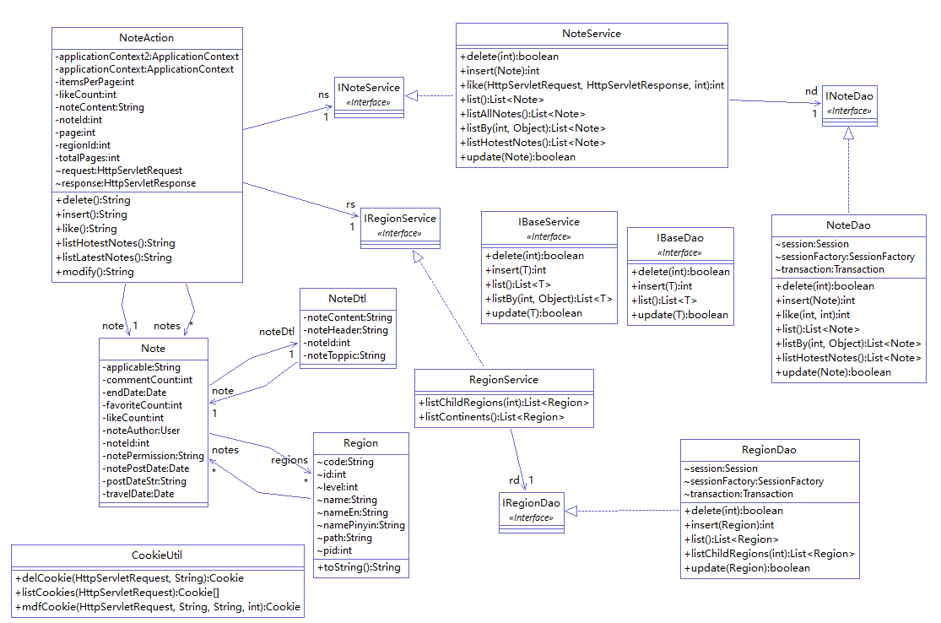 NoteAction
-applicationContext2:ApplicationContext
-applicationContext:ApplicationContext
-itemsPerPage:int
-likeCount:int
-noteContent:String
-noteId:int
-page:int
-regionId:int
-totalPages:int
~request:HttpServletRequest
~response:HttpServletResponse
+delete():String
+insert():String
+like():String
+listHotestNotes():String
+listLatestNotes():String
+modify():String
ns
1
INoteService
«Interface»
NoteService
+delete(int):boolean
+insert(Note):int
+like(HttpServletRequest, HttpServletResponse, int):int
+list():List<Note>
+listAllNotes():List<Note>
+listBy(int, Object):List<Note>
+listHotestNotes():List<Note>
+update(Note):boolean
nd
1
INoteDao
«Interface»
rs
1
IRegionService
«Interface»
IBaseService
«Interface»
+delete(int):boolean
+insert(T):int
+list():List<T>
+listBy(int, Object):List<T>
+update(T):boolean
IBaseDao
«Interface»
+delete(int):boolean
+insert(T):int
+list():List<T>
+update(T):boolean
NoteDao
~session:Session
~sessionFactory:SessionFactory
~transaction:Transaction
+delete(int):boolean
+insert(Note):int
+like(int, int):int
+list():List<Note>
+listBy(int, Object):List<Note>
+listHotestNotes():List<Note>
+update(Note):boolean
note 1
notes *
Note
-applicable:String
-commentCount:int
-endDate:Date
-favoriteCount:int
-likeCount:int
-noteAuthor:User
-noteId:int
-notePermission:String
-notePostDate:Date
-postDateStr:String
-travelDate:Date
noteDtl
1
NoteDtl
-noteContent:String
-noteHeader:String
-noteId:int
-noteToppic:String
note
1
regions
*
notes
*
Region
~code:String
~id:int
~level:int
~name:String
~nameEn:String
~namePinyin:String
~path:String
~pid:int
+toString():String
RegionService
+listChildRegions(int):List<Region>
+listContinents():List<Region>
rd 1
IRegionDao
«Interface»
RegionDao
~session:Session
~sessionFactory:SessionFactory
~transaction:Transaction
+delete(int):boolean
+insert(Region):int
+list():List<Region>
+listChildRegions(int):List<Region>
+update(Region):boolean
CookieUtil
+delCookie(HttpServletRequest, String):Cookie
+listCookies(HttpServletRequest):Cookie[]
+mdfCookie(HttpServletRequest, String, String, int):Cookie